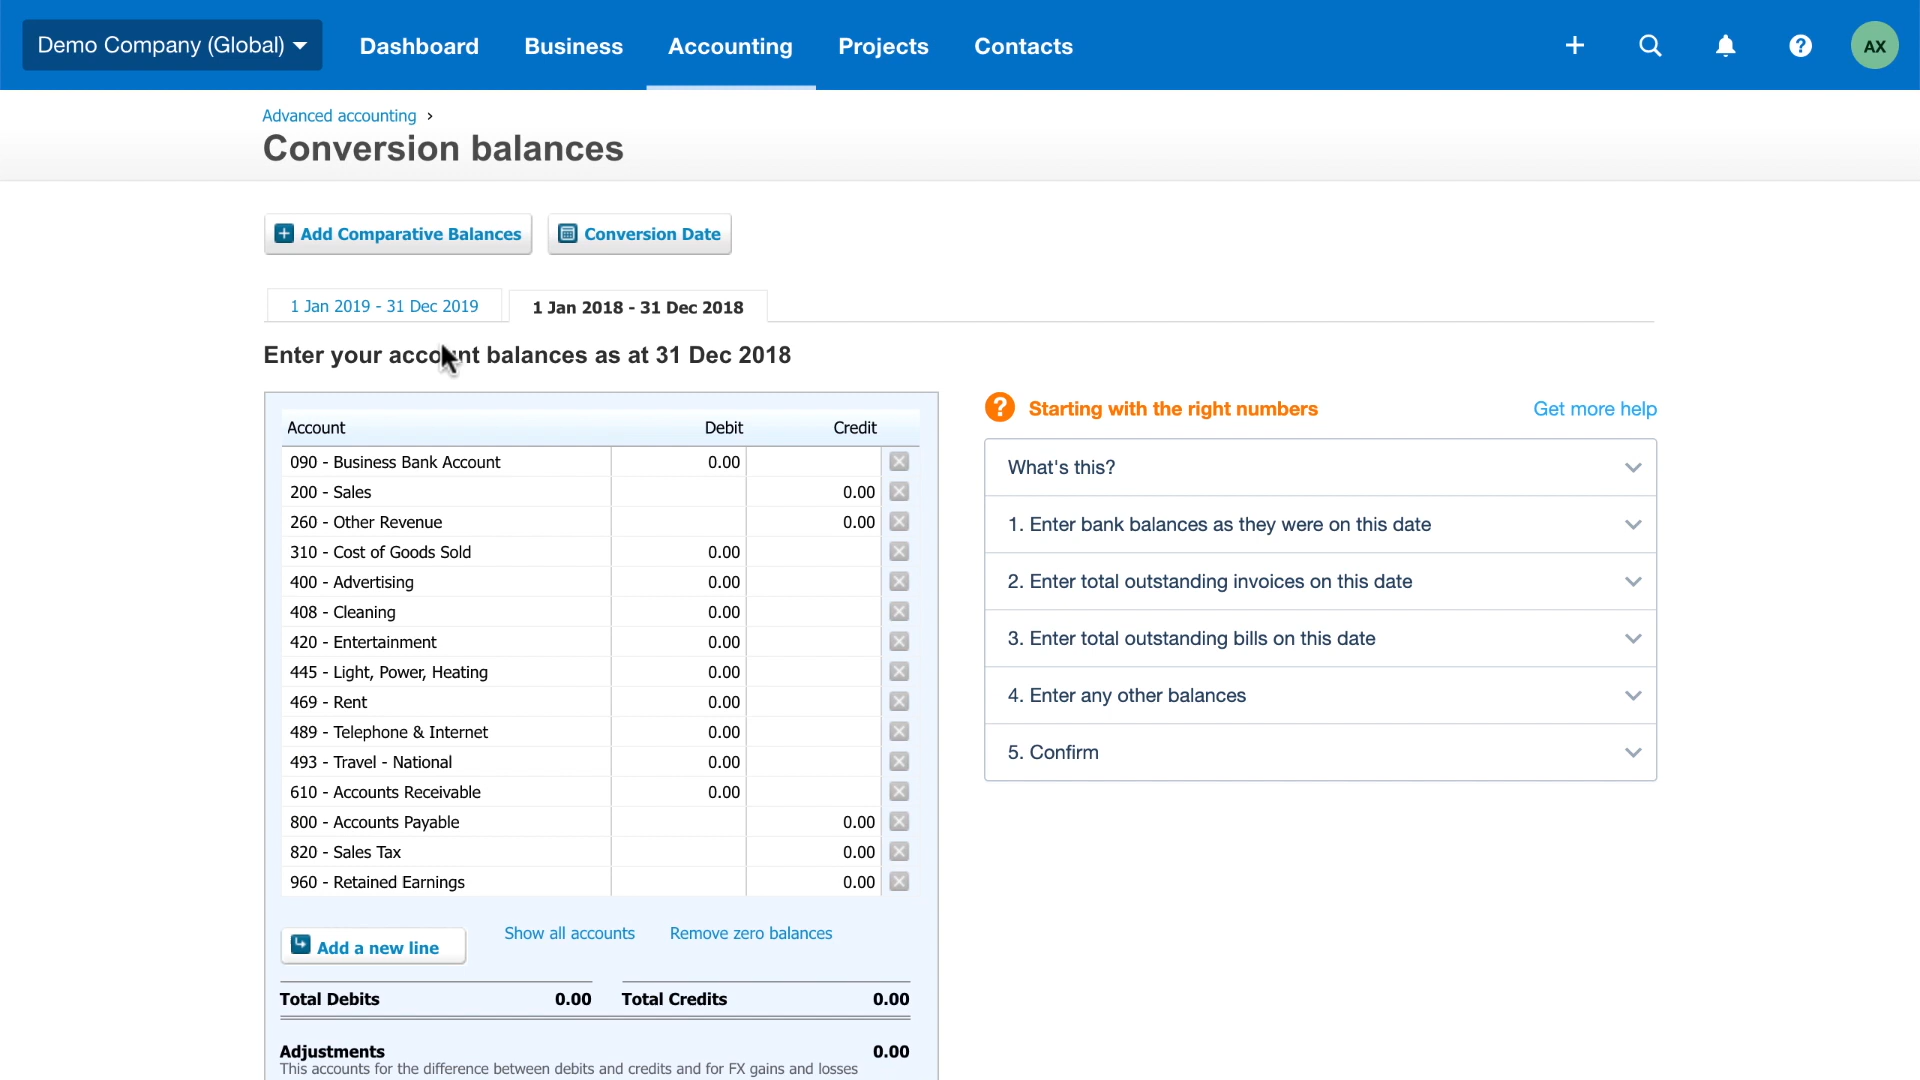 Demo Company (Global)
Dashboard
Business
Accounting
Projects
Contacts
AX
Advanced accounting ›
Conversion balances
Add Comparative Balances
Conversion Date
1 Jan 2019 - 31 Dec 2019
1 Jan 2018 - 31 Dec 2018
Enter your account balances as at 31 Dec 2018
Account Debit Credit
090 - Business Bank Account 0.00
200 - Sales 0.00
260 - Other Revenue 0.00
310 - Cost of Goods Sold 0.00
400 - Advertising 0.00
408 - Cleaning 0.00
420 - Entertainment 0.00
445 - Light, Power, Heating 0.00
469 - Rent 0.00
489 - Telephone & Internet 0.00
493 - Travel - National 0.00
610 - Accounts Receivable 0.00
800 - Accounts Payable 0.00
820 - Sales Tax 0.00
960 - Retained Earnings 0.00
Add a new line
Show all accounts
Remove zero balances
Total Debits 0.00 Total Credits 0.00
Adjustments 0.00
This accounts for the difference between debits and credits and for FX gains and losses
Starting with the right numbers
Get more help
What's this?
1. Enter bank balances as they were on this date
2. Enter total outstanding invoices on this date
3. Enter total outstanding bills on this date
4. Enter any other balances
5. Confirm